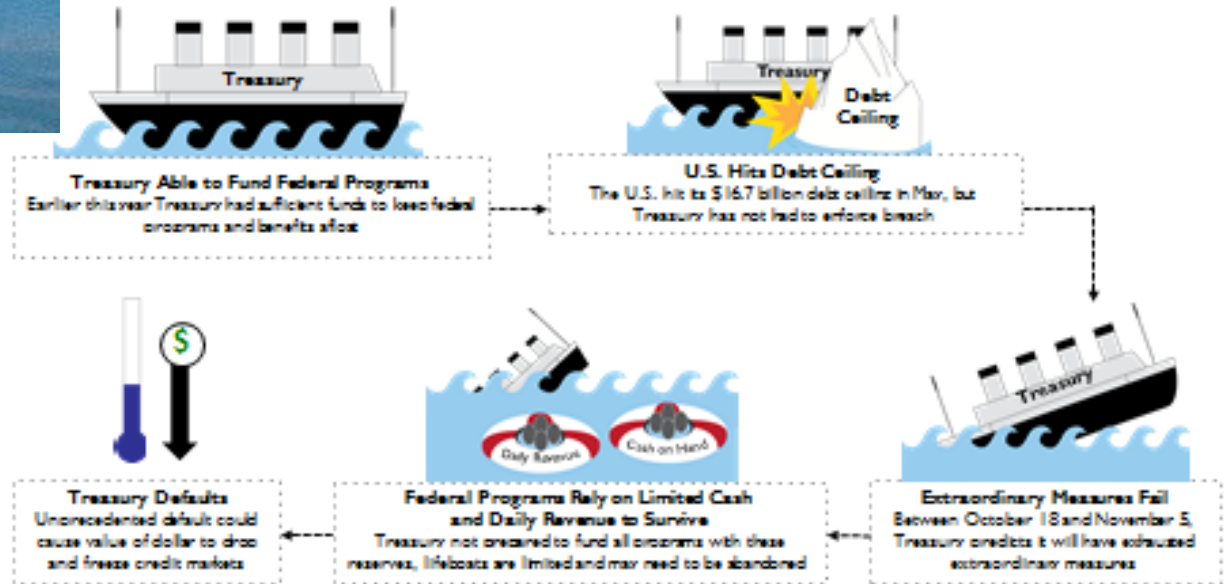 Treasury
Treasury Able to Fund Federal Programs
Earlier this year Treasury had sufficient funds to keep federal
programs and benefits afloat
Treasury
Debt
Ceiling
U.S. Hits Debt Ceiling
The U.S. hit its $16.7 billion debt ceiling in May, but
Treasury has not had to enforce breach
Treasury
Extraordinary Measures Fail
Between October 18 and November 5,
Treasury predicts it will have exhausted
extraordinary measures
Daily Revenue
Cash on Hand
Federal Programs Rely on Limited Cash
and Daily Revenue to Survive
Treasury not prepared to fund all programs with these
reserves, lifeboats are limited and may need to be abandoned
$
Treasury Defaults
Unprecedented default could
cause value of dollar to drop
and freeze credit markets